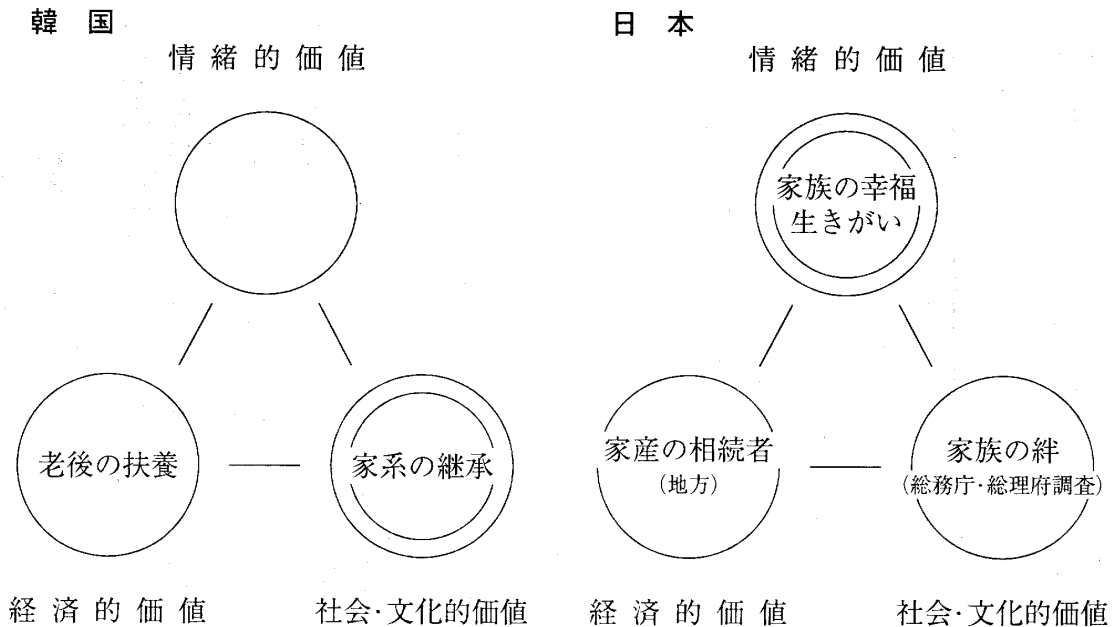 韓国
情緒的価値
老後の扶養
家系の継承
経済的価値
社会・文化的価値
日本
情緒的価値
家族の幸福
生きがい
家産の相続者
(地方)
家族の絆
(総務庁・総理府調査)
経済的価値
社会・文化的価値